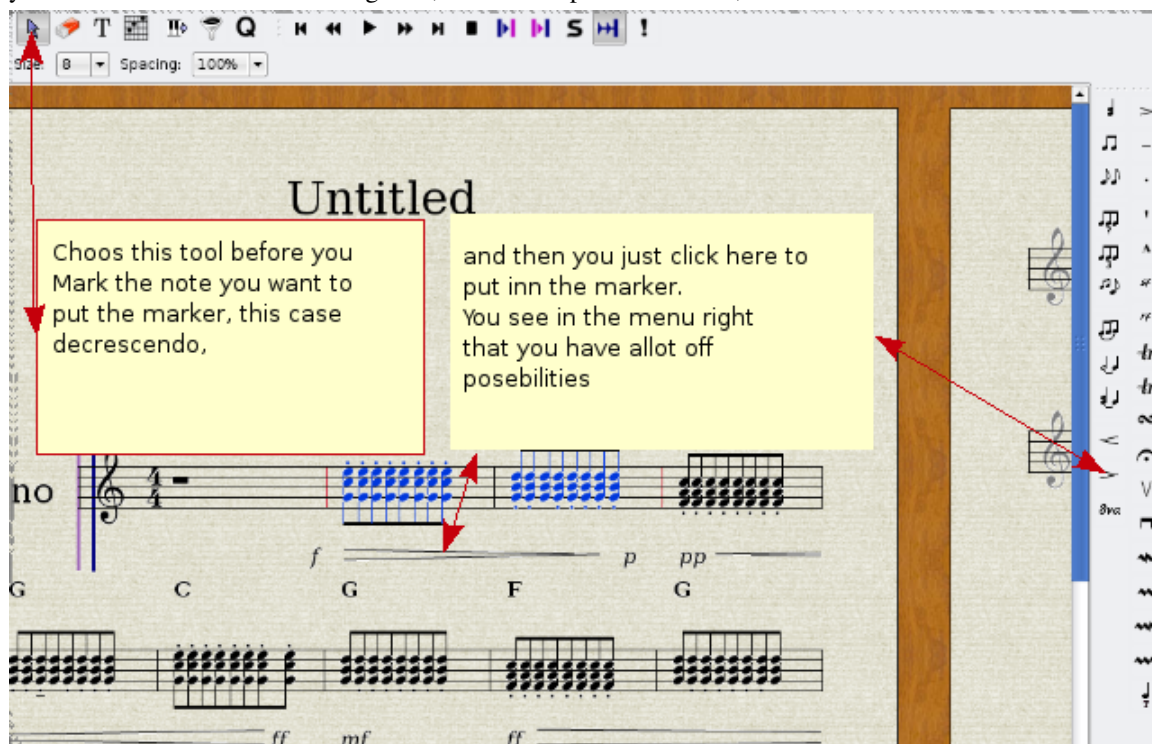 T Q S !
Size: 8 Spacing: 100%
Untitled
Choos this tool before you
Mark the note you want to
put the marker, this case
decrescendo,
and then you just click here to
put inn the marker.
You see in the menu right
that you have allot off
posebilities
no
f p pp
G C G F G
8va
ff mf ff